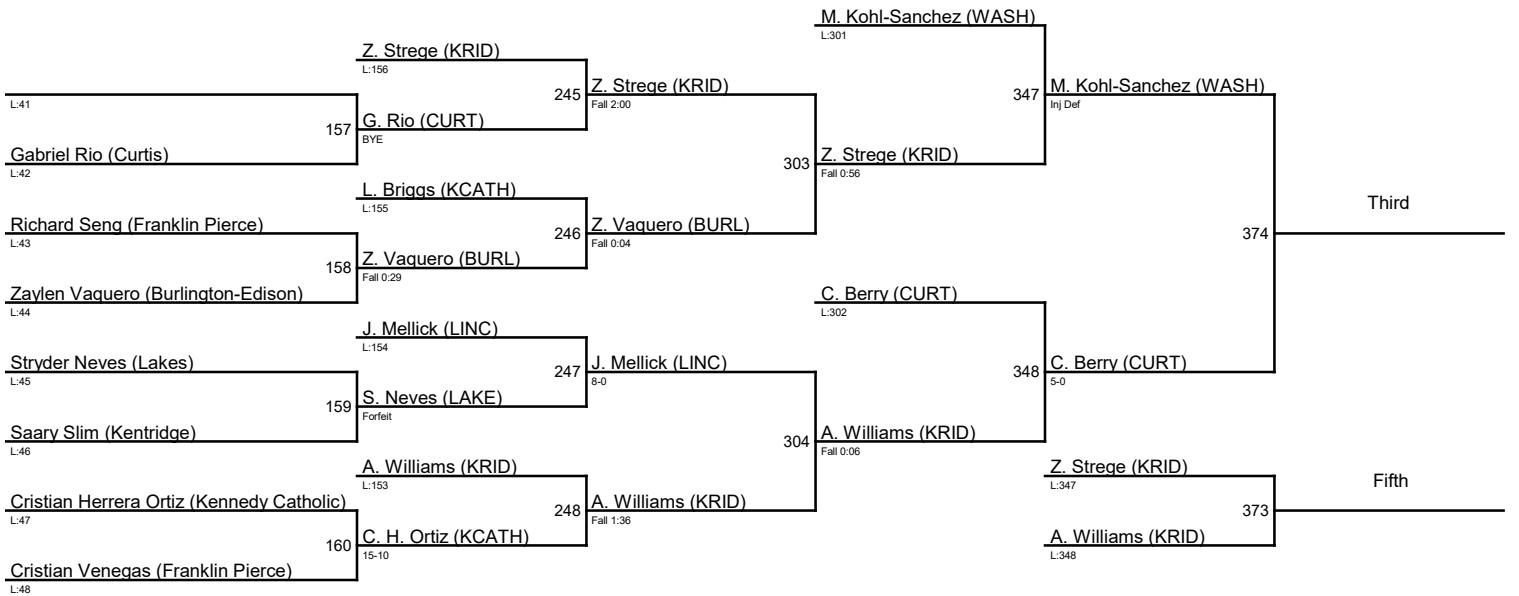 M. Kohl-Sanchez (WASH)
L:301
Z. Strege (KRID)
L:156
245
Z. Strege (KRID)
Fall 2:00
347
M. Kohl-Sanchez (WASH)
Inj Def
L:41
157
G. Rio (CURT)
BYE
Gabriel Rio (Curtis)
L:42
303
Z. Strege (KRID)
Fall 0:56
L. Briggs (KCATH)
L:155
Richard Seng (Franklin Pierce)
L:43
246
Z. Vaquero (BURL)
Fall 0:04
Third
374
158
Z. Vaquero (BURL)
Fall 0:29
Zaylen Vaquero (Burlington-Edison)
L:44
C. Berry (CURT)
L:302
J. Mellick (LINC)
L:154
Stryder Neves (Lakes)
L:45
247
J. Mellick (LINC)
8-0
348
C. Berry (CURT)
5-0
159
S. Neves (LAKE)
Forfeit
Saary Slim (Kentridge)
L:46
304
A. Williams (KRID)
Fall 0:06
A. Williams (KRID)
L:153
Z. Strege (KRID)
L:347
Fifth
Cristian Herrera Ortiz (Kennedy Catholic)
L:47
248
A. Williams (KRID)
Fall 1:36
373
160
C. H. Ortiz (KCATH)
15-10
A. Williams (KRID)
L:348
Cristian Venegas (Franklin Pierce)
L:48